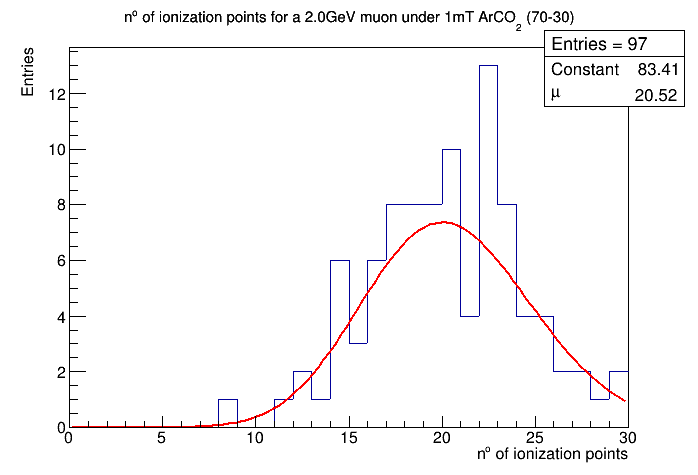 nº of ionization points for a 2.0GeV muon under 1mT ArCO2 (70-30)
Entries = 97
Constant 83.41
μ 20.52
Entries
12
10
8
6
4
2
0
0 5 10 15 20 25 30
nº of ionization points